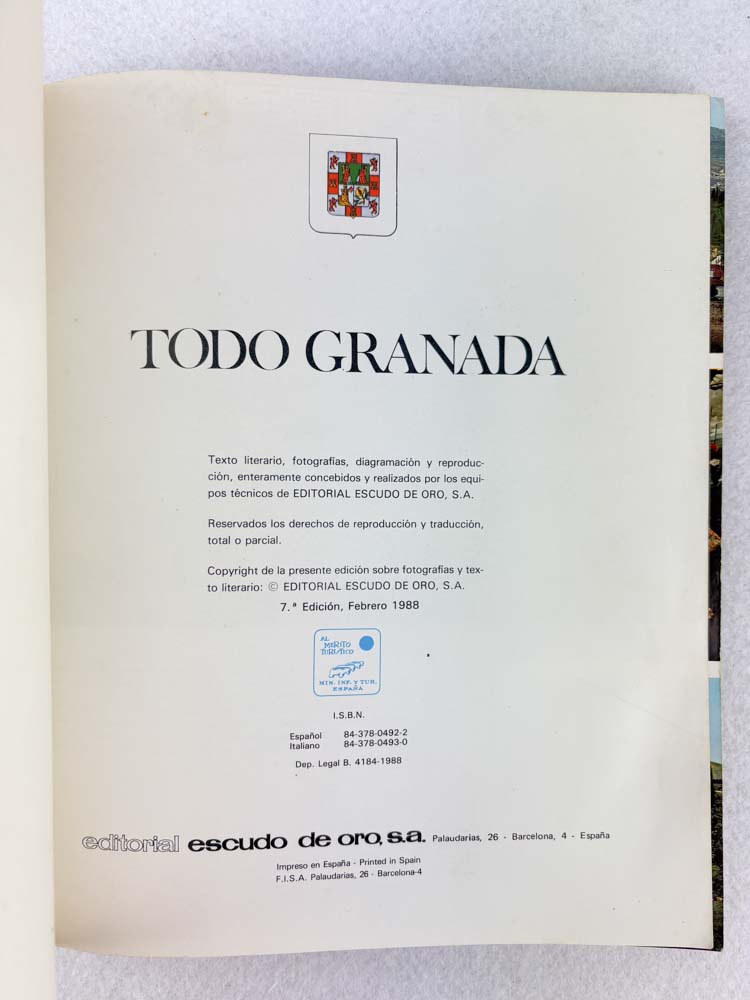 TODO GRANADA
Texto literario, fotografías, diagramación y reproduc-
ción, enteramente concebidos y realizados por los equi-
pos técnicos de EDITORIAL ESCUDO DE ORO, S.A.
Reservados los derechos de reproducción y traducción,
total o parcial.
Copyright de la presente edición sobre fotografías y tex-
to literario: © EDITORIAL ESCUDO DE ORO, S.A.
7.ª Edición, Febrero 1988
AL
MERITO
TURISTICO
MIN. INF. Y TUR.
ESPAÑA
I.S.B.N.
Español 84-378-0492-2
Italiano 84-378-0493-0
Dep. Legal B. 4184-1988
editorial escudo de oro, s.a. Palaudarias, 26 - Barcelona, 4 - España
Impreso en España - Printed in Spain
F.I.S.A. Palaudarias, 26 - Barcelona-4